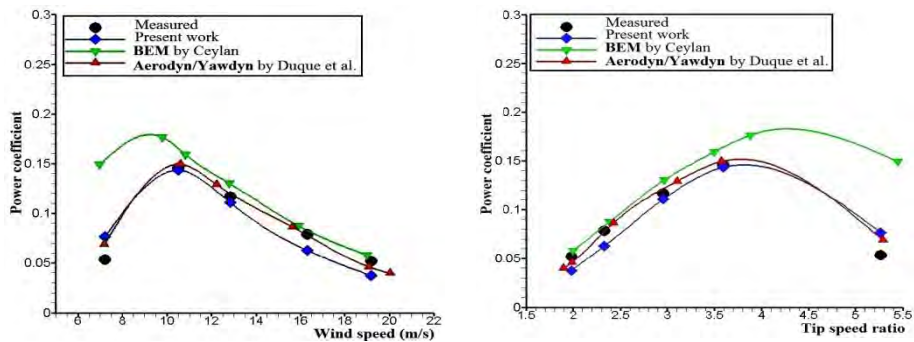 0.3
0.25
0.2
0.15
0.1
0.05
0
Power coefficient
Measured
Present work
BEM by Ceylan
Aerodyn/Yawdyn by Duque et al.
6 8 10 12 14 16 18 20 22
Wind speed (m/s)
0.3
0.25
0.2
0.15
0.1
0.05
0
Power coefficient
Measured
Present work
BEM by Ceylan
Aerodyn/Yawdyn by Duque et al.
1.5 2 2.5 3 3.5 4 4.5 5 5.5
Tip speed ratio